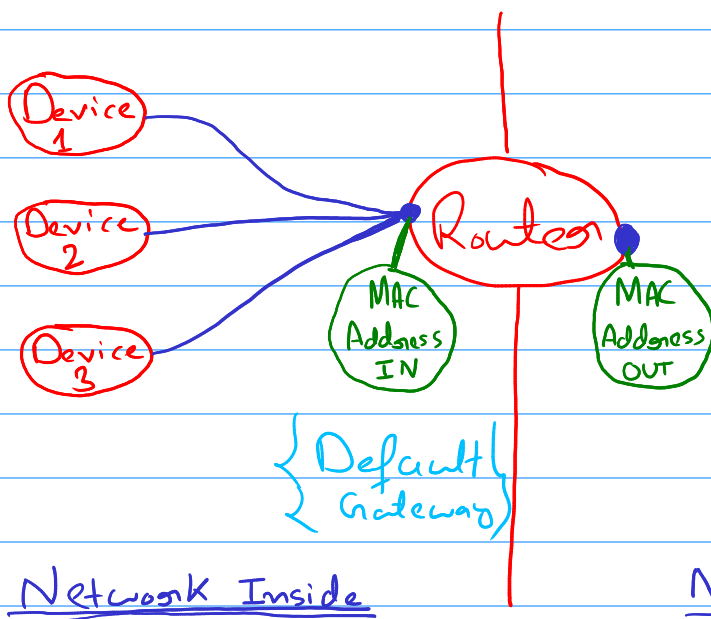 Device
1
Device
2
Device
3
Router
MAC
Address
IN
MAC
Address
OUT
{ Default }
Gateway
Network Inside
N